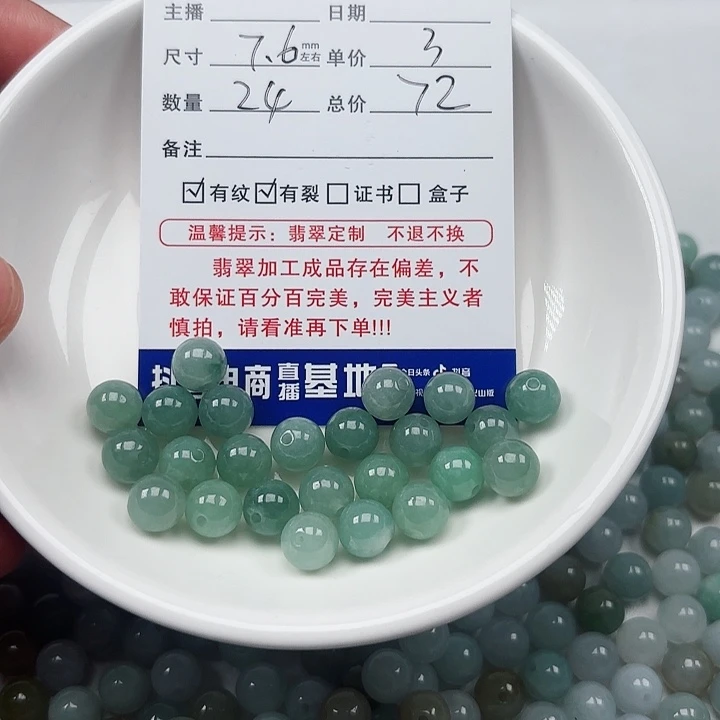 主播 日期
尺寸 7.6 mm左右 单价 3
数量 24 总价 72
备注
☑有纹☑有裂□证书□ 盒子
温馨提示：翡翠定制 不退不换
翡翠加工成品存在偏差，不
敢保证百分百完美，完美主义者
慎拍，请看准再下单!!!
电商 直播 基地